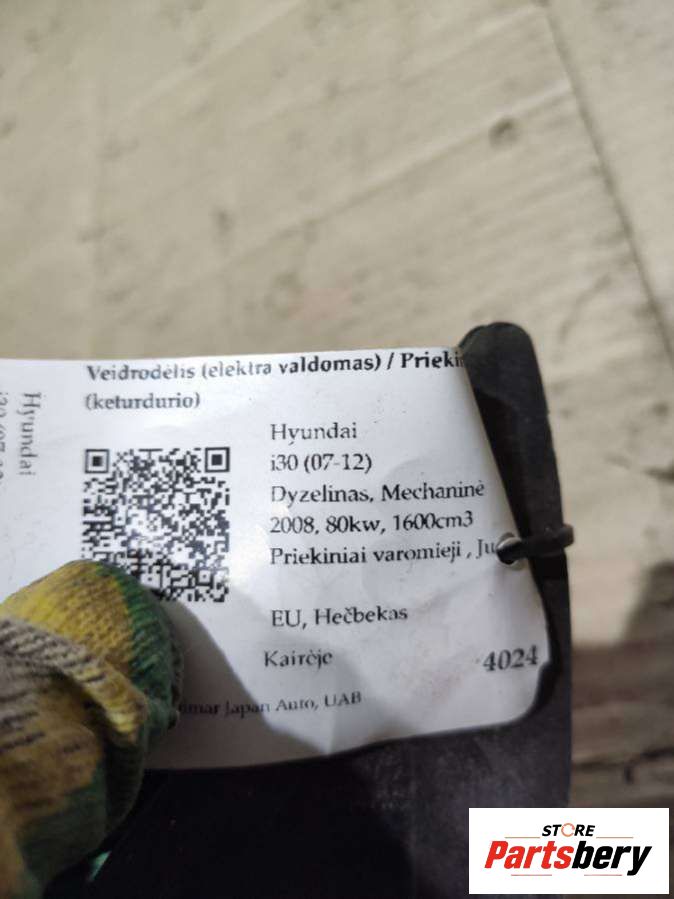 Veidrodėlis (elektra valdomas) / Prieki
(keturdurio)
Hyundai
Hyundai
i30 (07-12)
Dyzelinas, Mechaninė
2008, 80kw, 1600cm3
Priekiniai varomieji , Ju
EU, Hečbekas
Kairėje
4024
Japan Auto, UAB
STORE
Partsbery